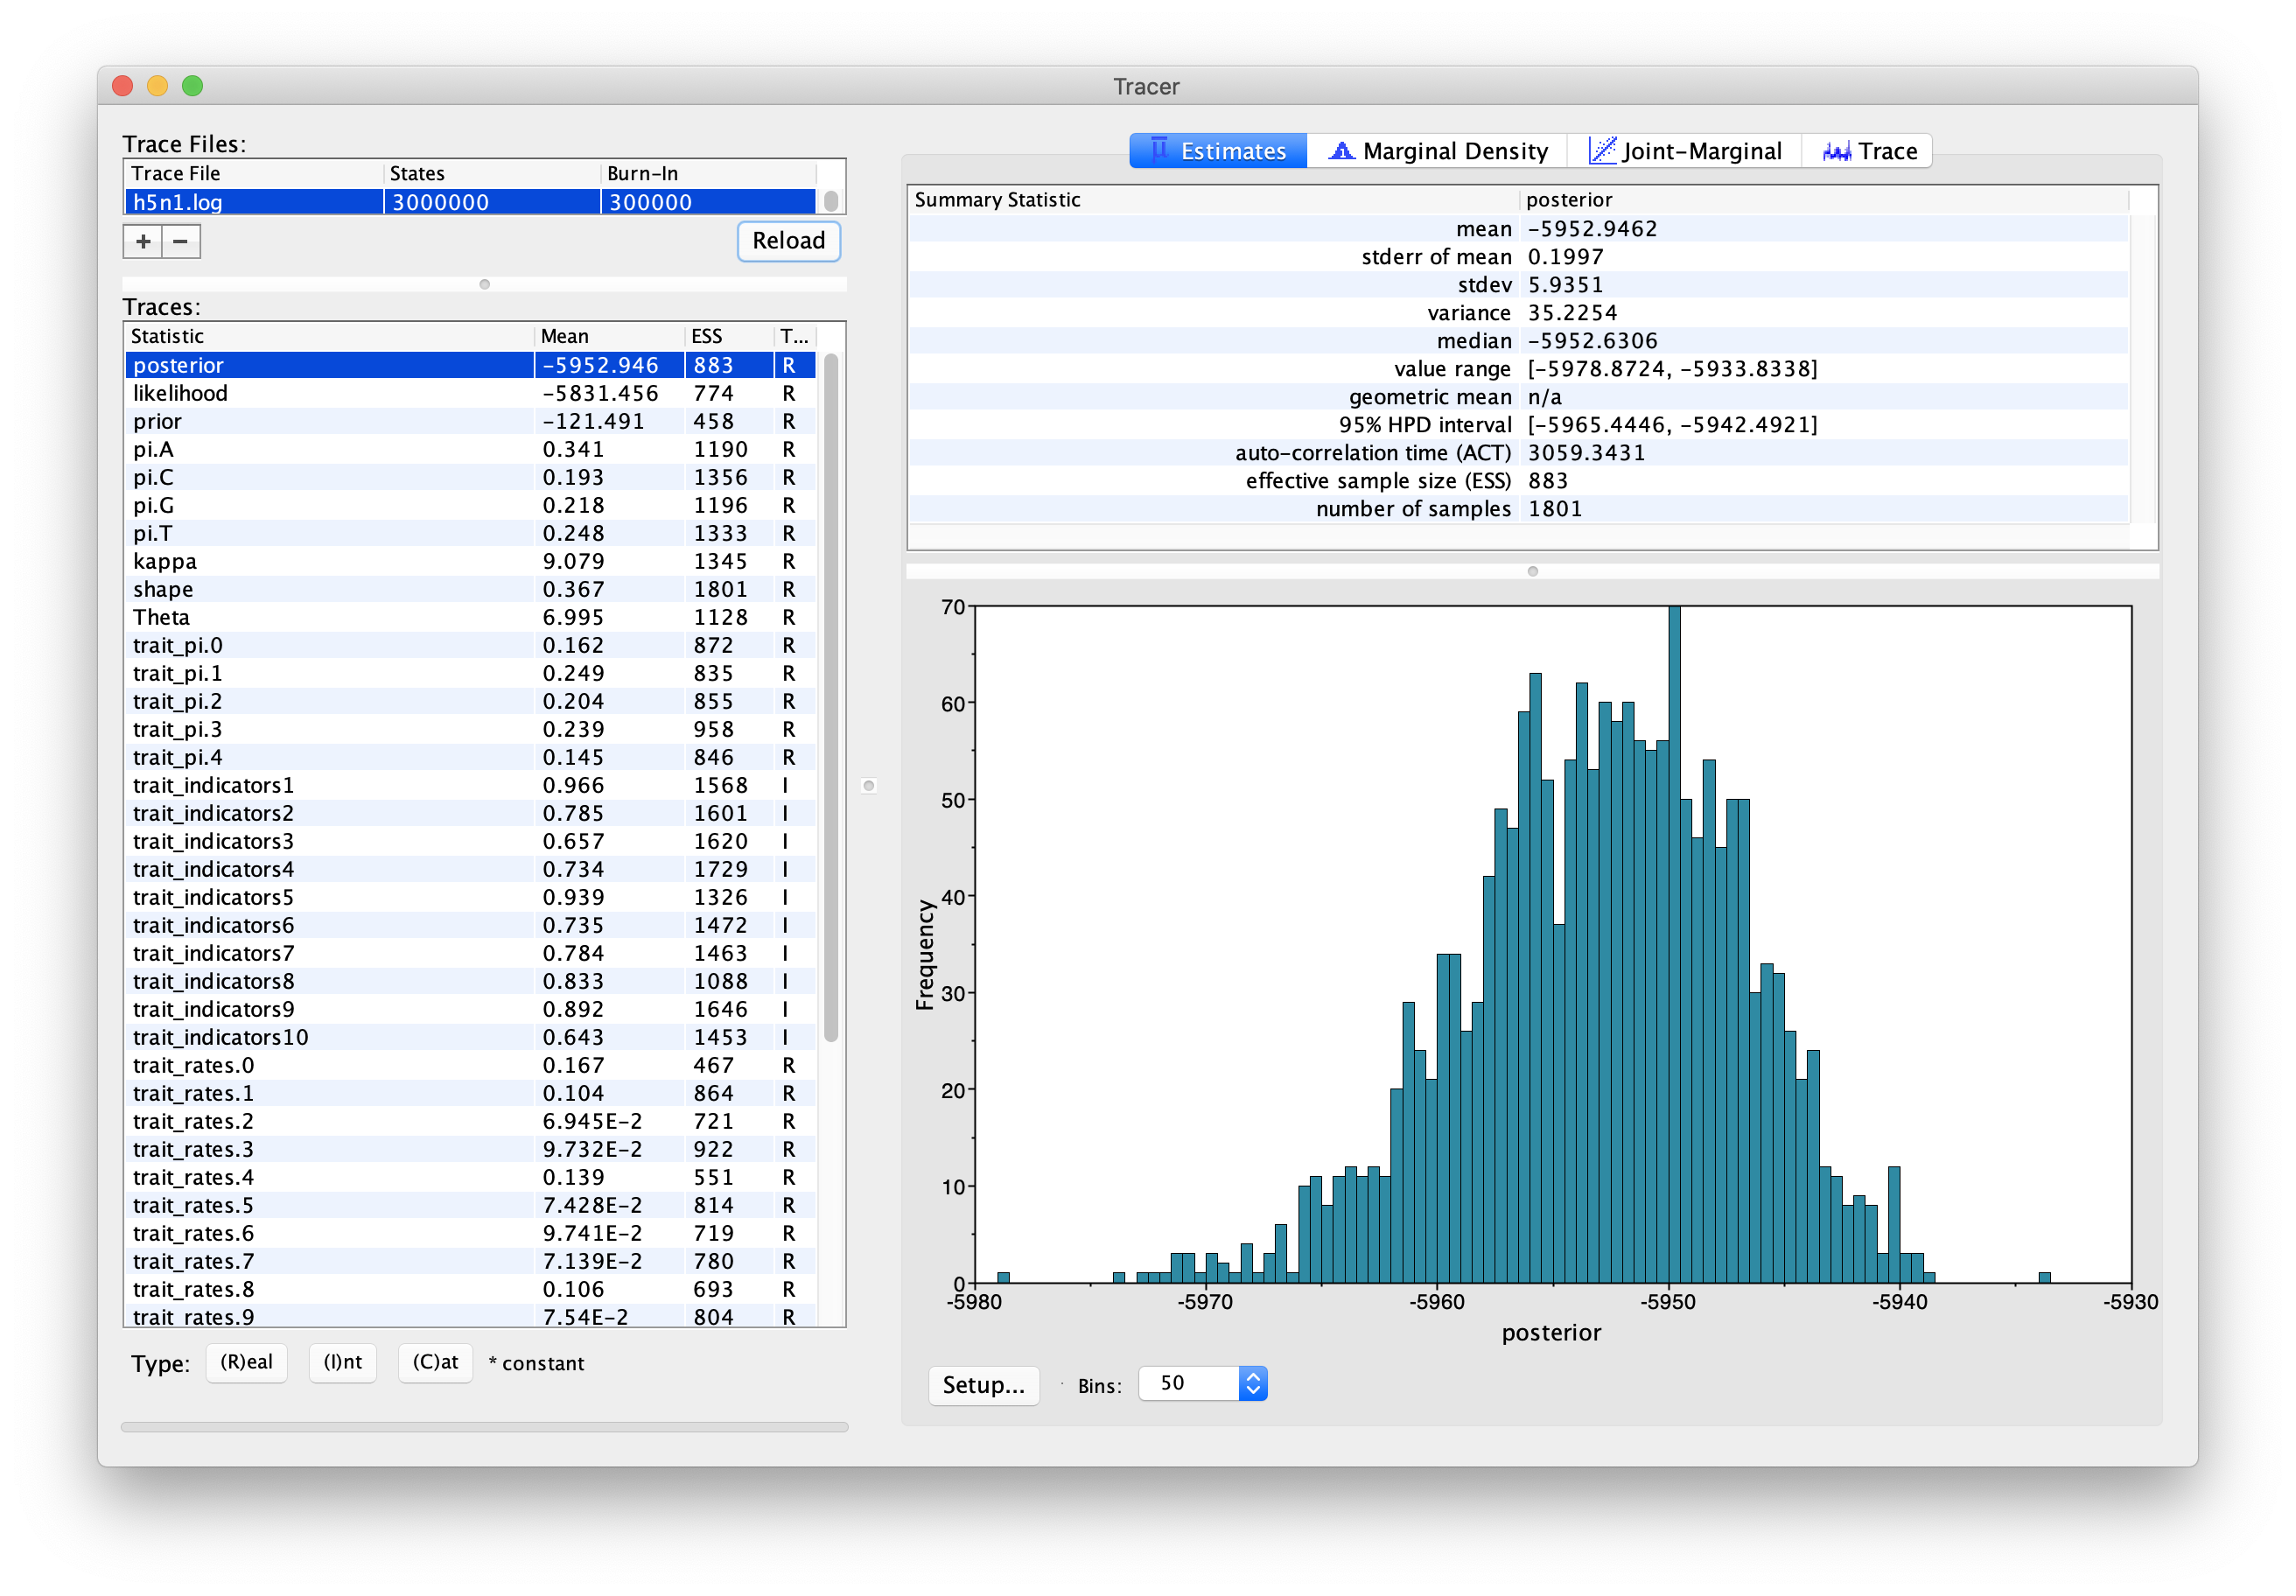 Tracer
Trace Files:
Trace File States Burn-In
h5n1.log 3000000 300000
+ −
Reload
Traces:
Statistic Mean ESS T...
posterior -5952.946 883 R
likelihood -5831.456 774 R
prior -121.491 458 R
pi.A 0.341 1190 R
pi.C 0.193 1356 R
pi.G 0.218 1196 R
pi.T 0.248 1333 R
kappa 9.079 1345 R
shape 0.367 1801 R
Theta 6.995 1128 R
trait_pi.0 0.162 872 R
trait_pi.1 0.249 835 R
trait_pi.2 0.204 855 R
trait_pi.3 0.239 958 R
trait_pi.4 0.145 846 R
trait_indicators1 0.966 1568 I
trait_indicators2 0.785 1601 I
trait_indicators3 0.657 1620 I
trait_indicators4 0.734 1729 I
trait_indicators5 0.939 1326 I
trait_indicators6 0.735 1472 I
trait_indicators7 0.784 1463 I
trait_indicators8 0.833 1088 I
trait_indicators9 0.892 1646 I
trait_indicators10 0.643 1453 I
trait_rates.0 0.167 467 R
trait_rates.1 0.104 864 R
trait_rates.2 6.945E-2 721 R
trait_rates.3 9.732E-2 922 R
trait_rates.4 0.139 551 R
trait_rates.5 7.428E-2 814 R
trait_rates.6 9.741E-2 719 R
trait_rates.7 7.139E-2 780 R
trait_rates.8 0.106 693 R
trait_rates.9 7.54E-2 804 R
Type: (R)eal (I)nt (C)at * constant
μ Estimates Marginal Density Joint-Marginal Trace
Summary Statistic posterior
mean -5952.9462
stderr of mean 0.1997
stdev 5.9351
variance 35.2254
median -5952.6306
value range [-5978.8724, -5933.8338]
geometric mean n/a
95% HPD interval [-5965.4446, -5942.4921]
auto-correlation time (ACT) 3059.3431
effective sample size (ESS) 883
number of samples 1801
70
60
50
40
30
20
10
0
Frequency
-5980 -5970 -5960 -5950 -5940 -5930
posterior
Setup... Bins: 50